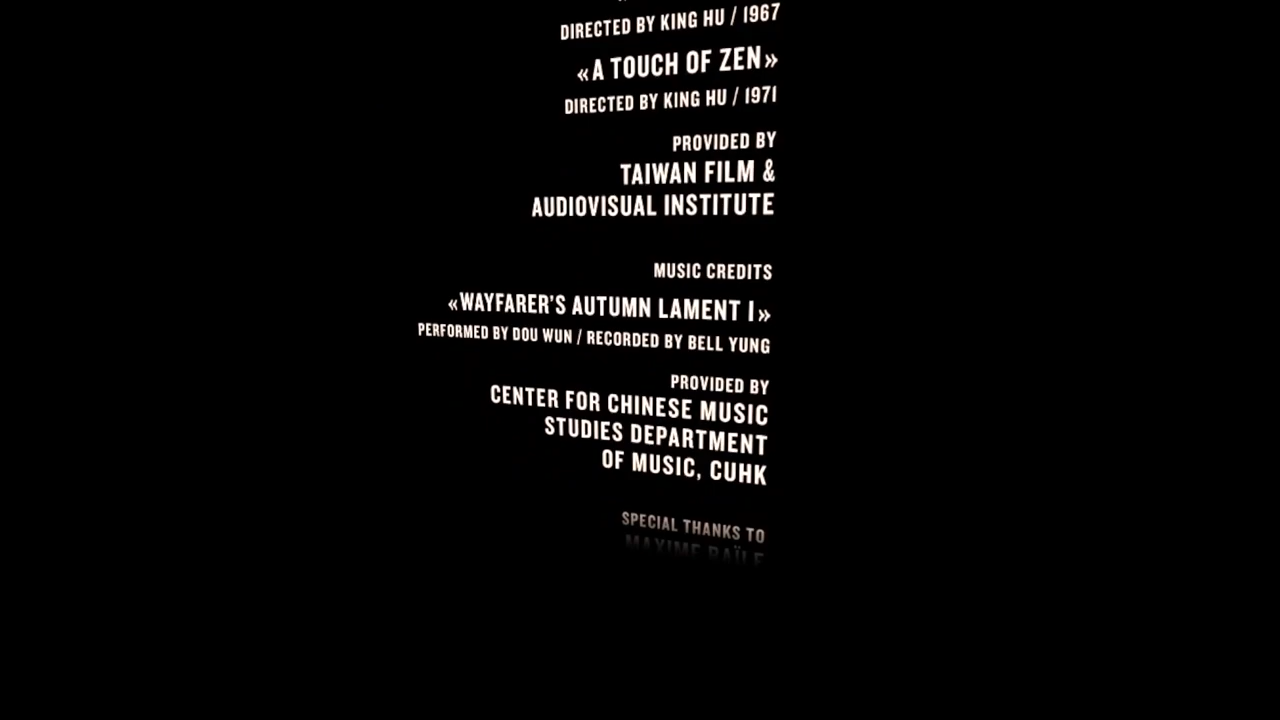 DIRECTED BY KING HU / 1967
«A TOUCH OF ZEN»
DIRECTED BY KING HU / 1971
PROVIDED BY
TAIWAN FILM &
AUDIOVISUAL INSTITUTE
MUSIC CREDITS
«WAYFARER'S AUTUMN LAMENT I»
PERFORMED BY DOU WUN / RECORDED BY BELL YUNG
PROVIDED BY
CENTER FOR CHINESE MUSIC
STUDIES DEPARTMENT
OF MUSIC, CUHK
SPECIAL THANKS TO
MAXIME